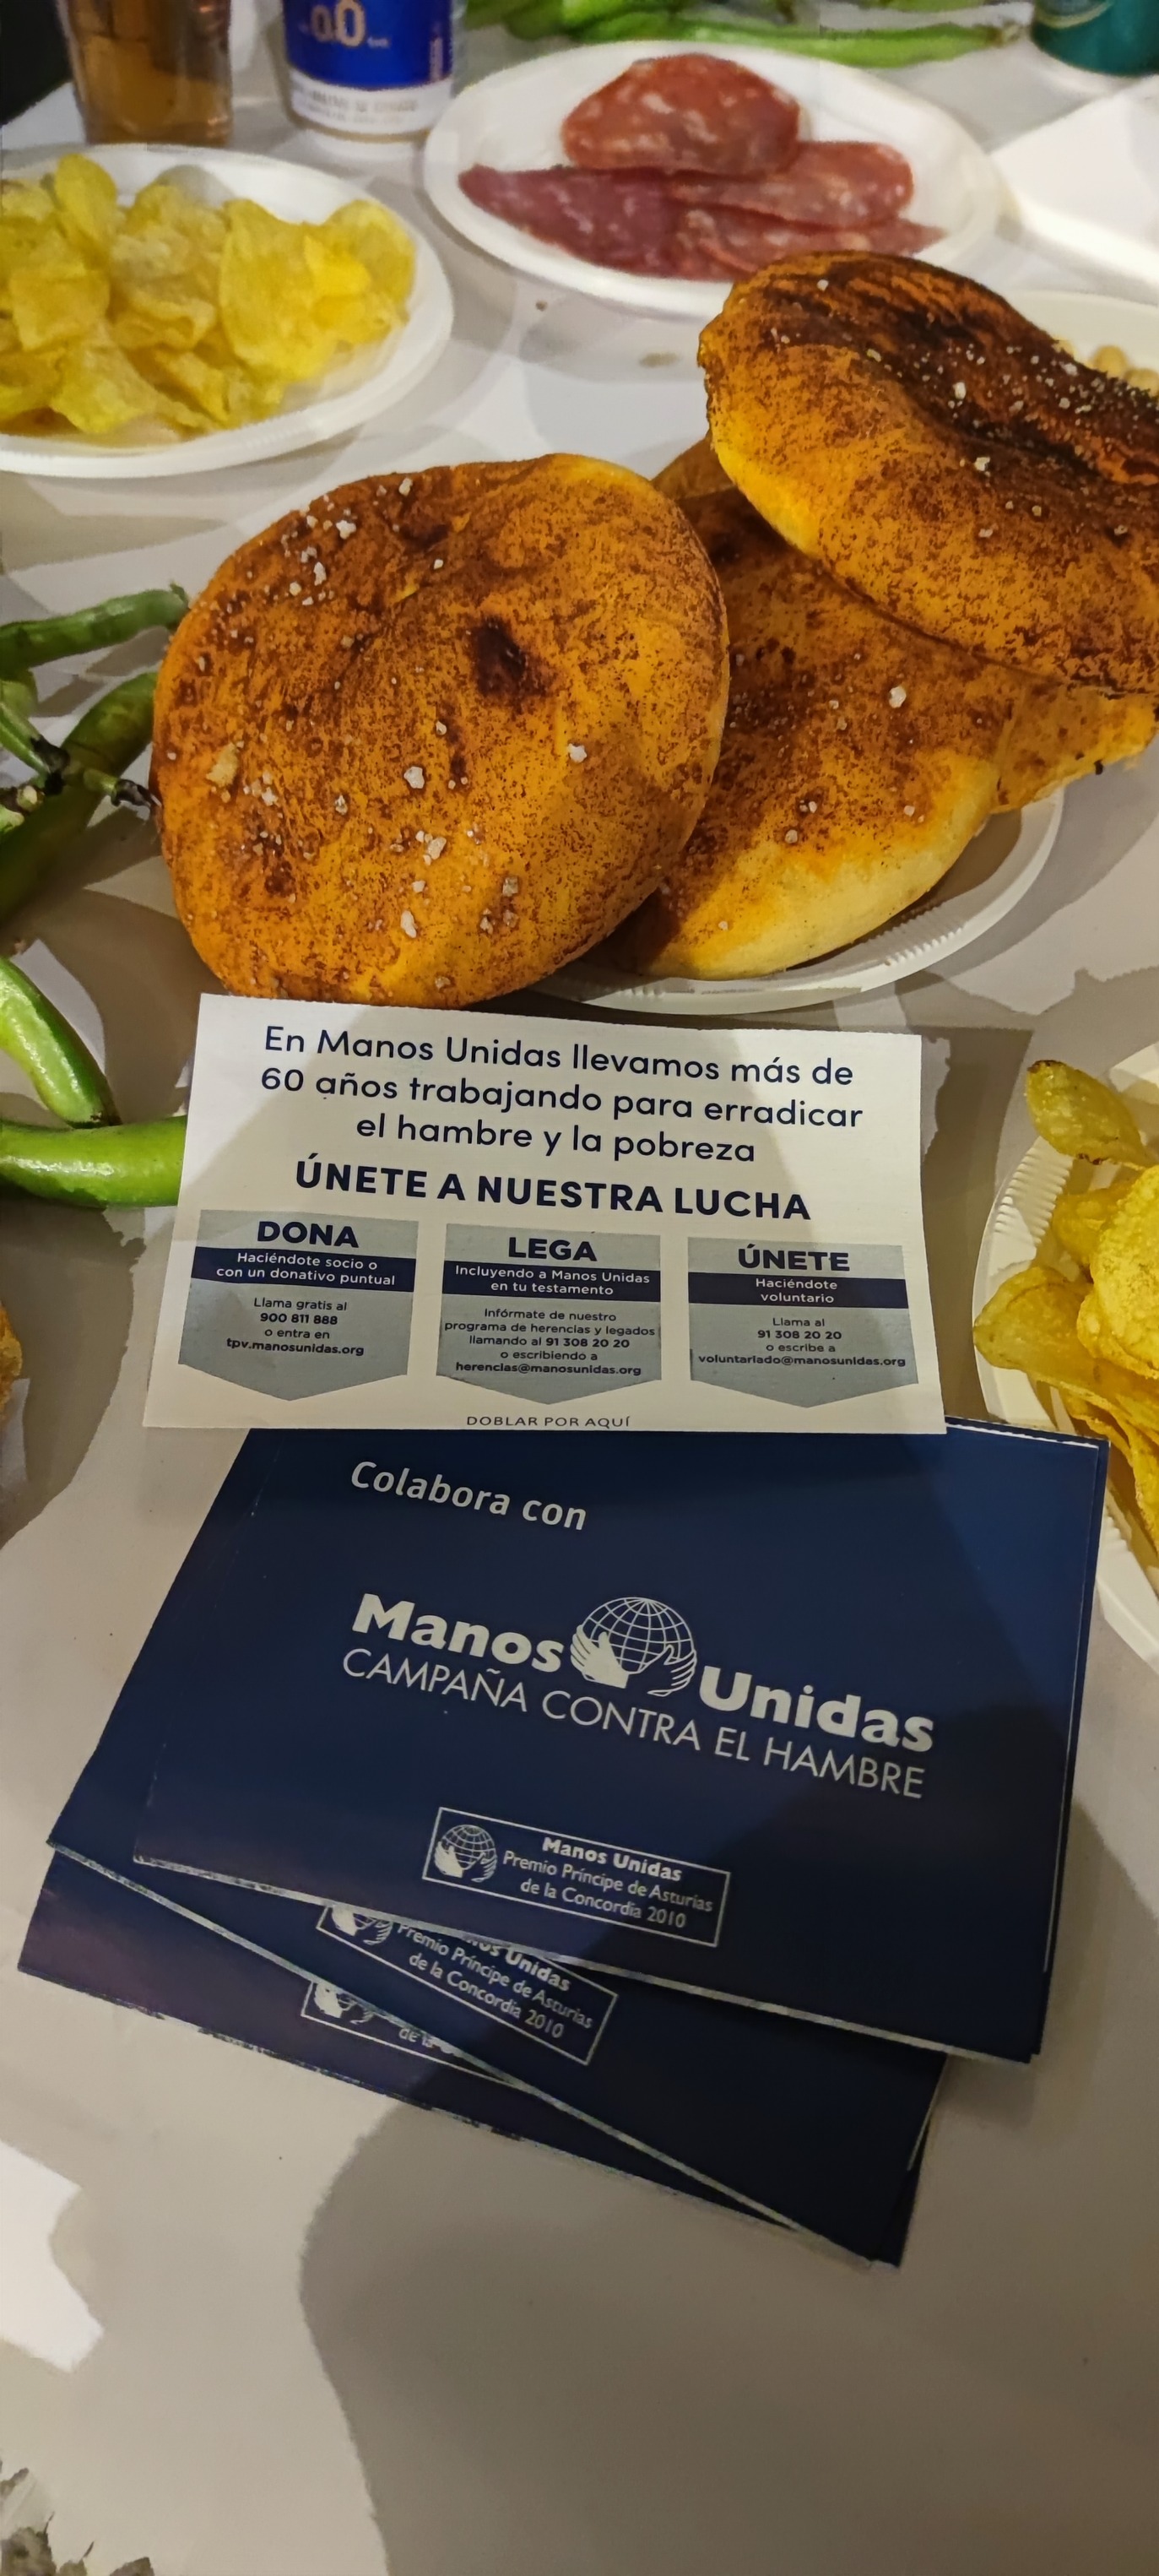 0,0
En Manos Unidas llevamos más de
60 años trabajando para erradicar
el hambre y la pobreza
ÚNETE A NUESTRA LUCHA
DONA
Haciéndote socio o
con un donativo puntual
Llama gratis al
900 811 888
o entra en
tpv.manosunidas.org
LEGA
Incluyendo a Manos Unidas
en tu testamento
Infórmate de nuestro
programa de herencias y legados
llamando al 91 308 20 20
o escribiendo a
herencias@manosunidas.org
ÚNETE
Haciéndote
voluntario
Llama al
91 308 20 20
o escribe a
voluntariado@manosunidas.org
DOBLAR POR AQUÍ
Colabora con
Manos Unidas
CAMPAÑA CONTRA EL HAMBRE
Manos Unidas
Premio Príncipe de Asturias
de la Concordia 2010
Unidas
Premio Príncipe de Asturias
de la Concordia 2010
de la